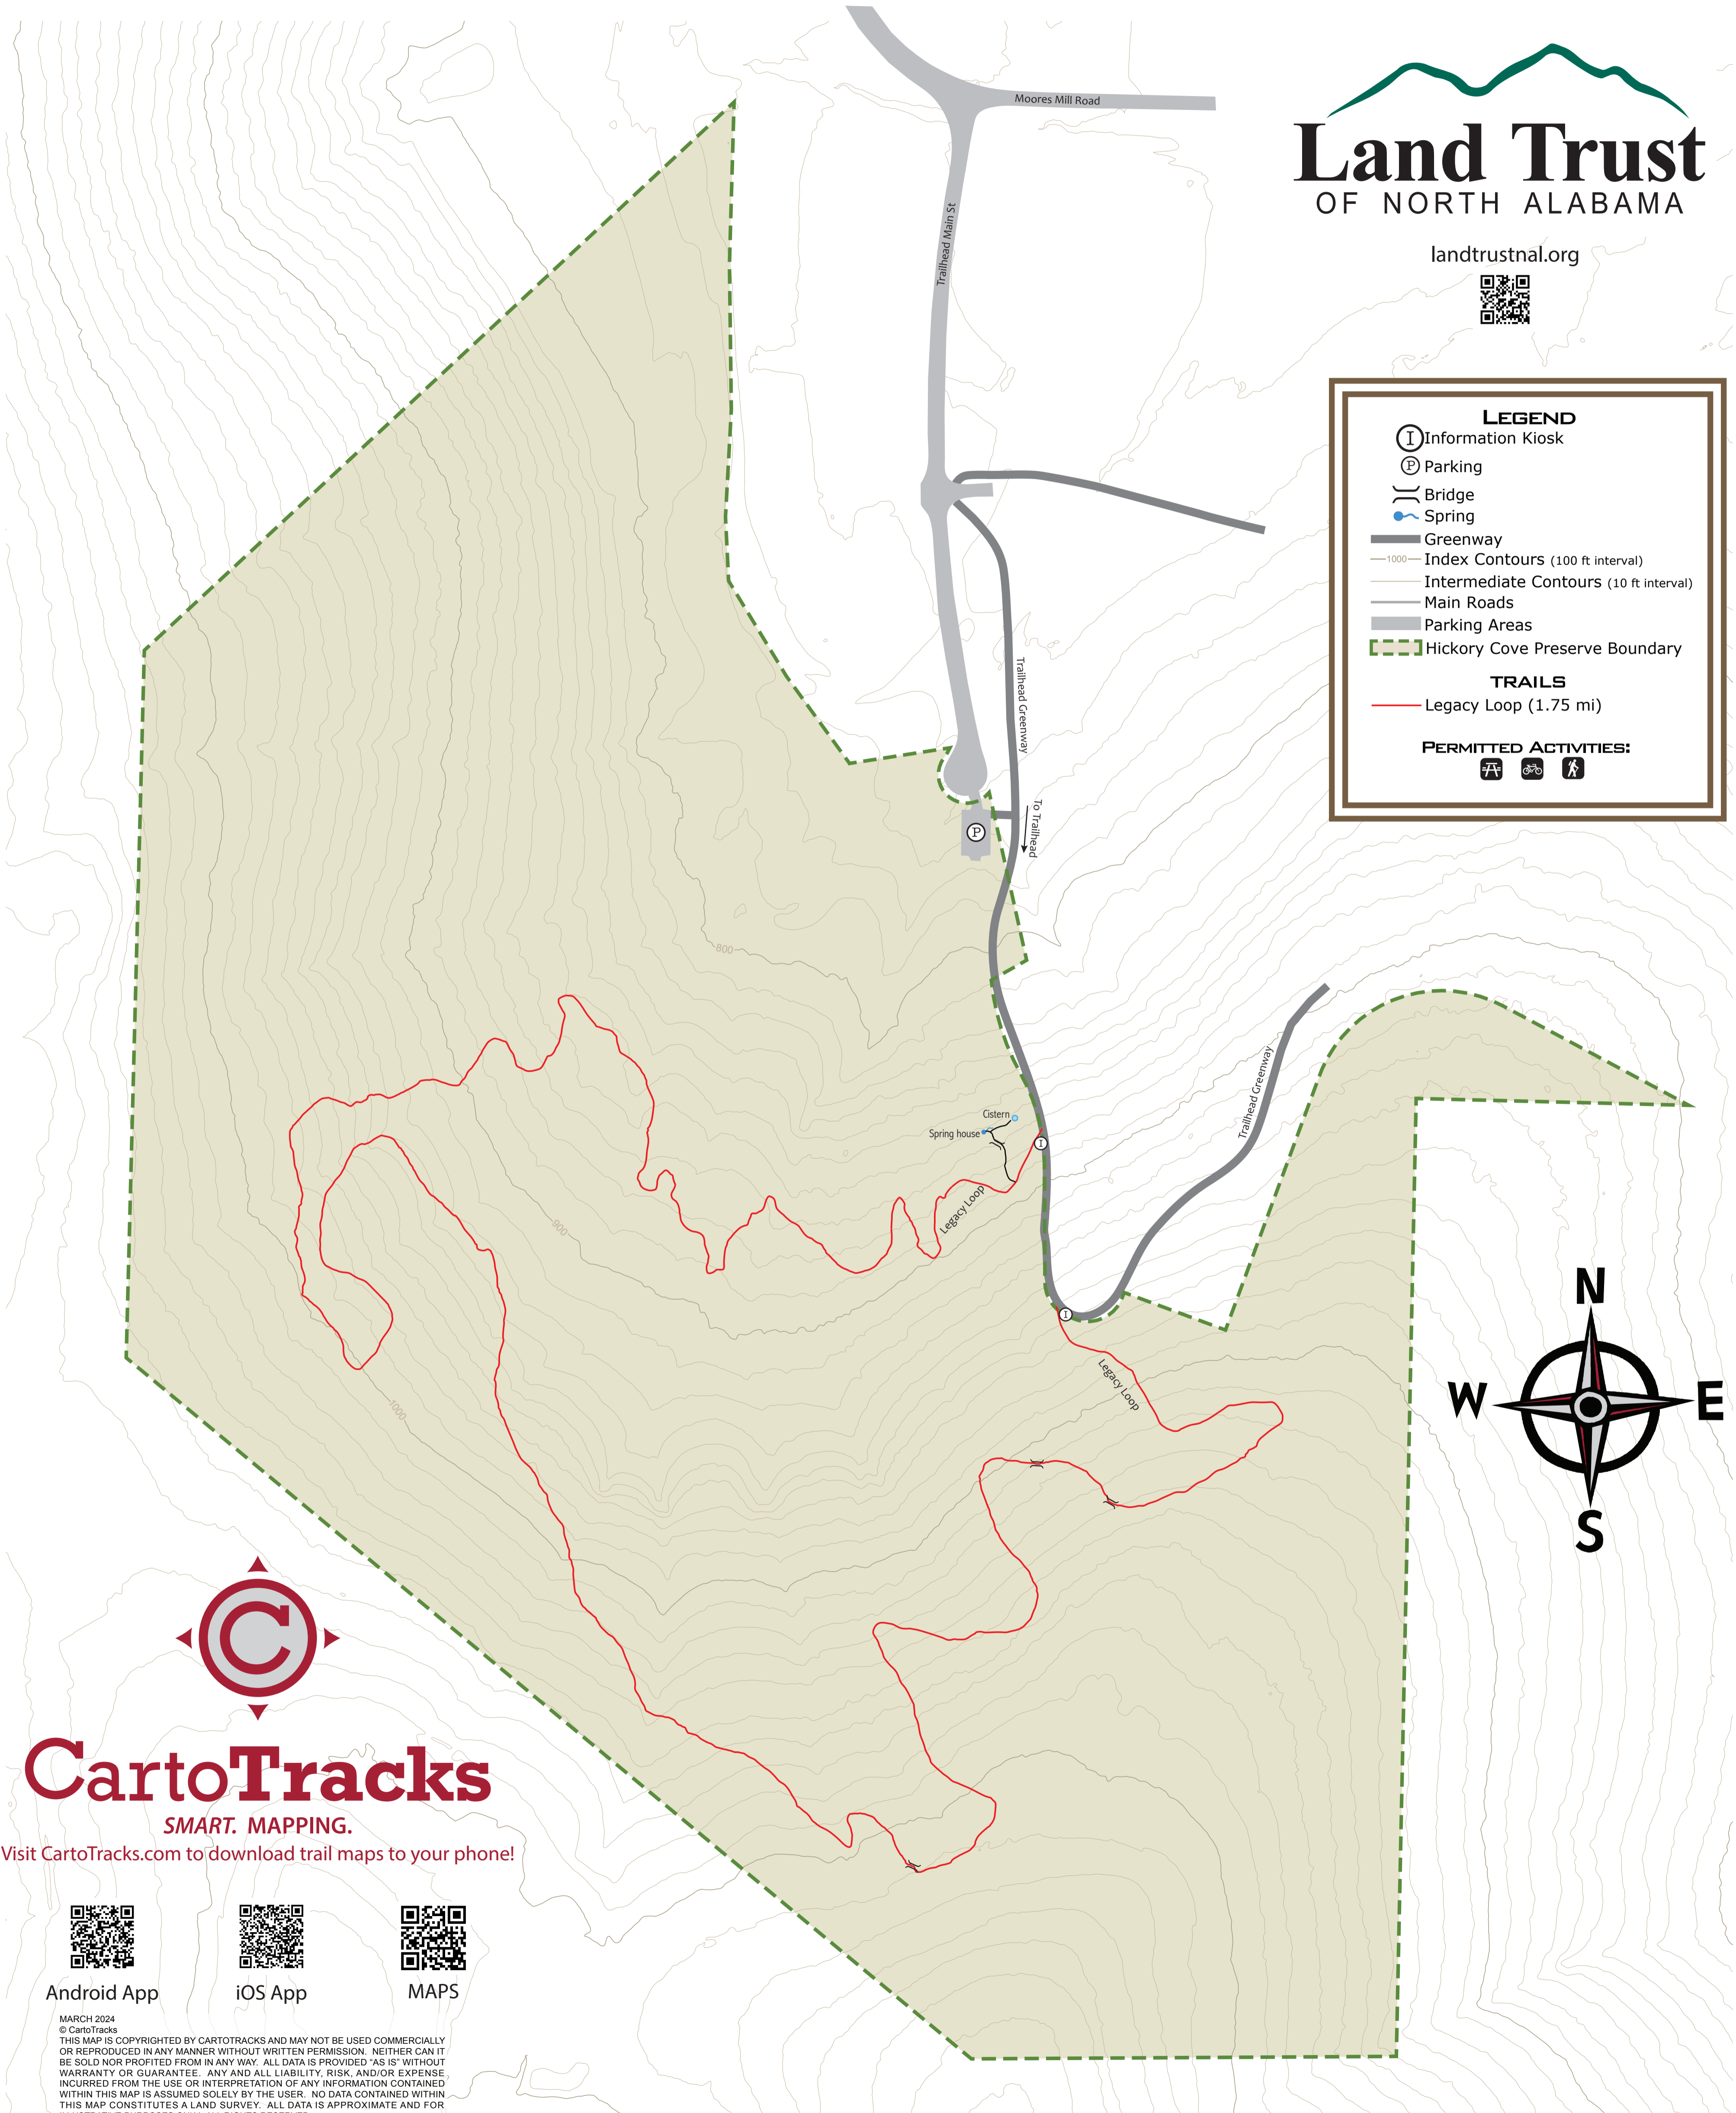 Moores Mill Road
Trailhead Main St
Land Trust
OF NORTH ALABAMA
landtrustnal.org
LEGEND
I Information Kiosk
P Parking
Bridge
Spring
Greenway
1000 Index Contours (100 ft interval)
Intermediate Contours (10 ft interval)
Main Roads
Parking Areas
Hickory Cove Preserve Boundary
TRAILS
Legacy Loop (1.75 mi)
PERMITTED ACTIVITIES:
Trailhead Greenway
To Trailhead
P
800
Trailhead Greenway
Cistern
Spring house
I
Legacy Loop
900
I
Legacy Loop
1000
N
W
E
S
C
CartoTracks
SMART. MAPPING.
Visit CartoTracks.com to download trail maps to your phone!
Android App
iOS App
MAPS
MARCH 2024
© CartoTracks
THIS MAP IS COPYRIGHTED BY CARTOTRACKS AND MAY NOT BE USED COMMERCIALLY
OR REPRODUCED IN ANY MANNER WITHOUT WRITTEN PERMISSION. NEITHER CAN IT
BE SOLD NOR PROFITED FROM IN ANY WAY. ALL DATA IS PROVIDED “AS IS” WITHOUT
WARRANTY OR GUARANTEE. ANY AND ALL LIABILITY, RISK, AND/OR EXPENSE
INCURRED FROM THE USE OR INTERPRETATION OF ANY INFORMATION CONTAINED
WITHIN THIS MAP IS ASSUMED SOLELY BY THE USER. NO DATA CONTAINED WITHIN
THIS MAP CONSTITUTES A LAND SURVEY. ALL DATA IS APPROXIMATE AND FOR